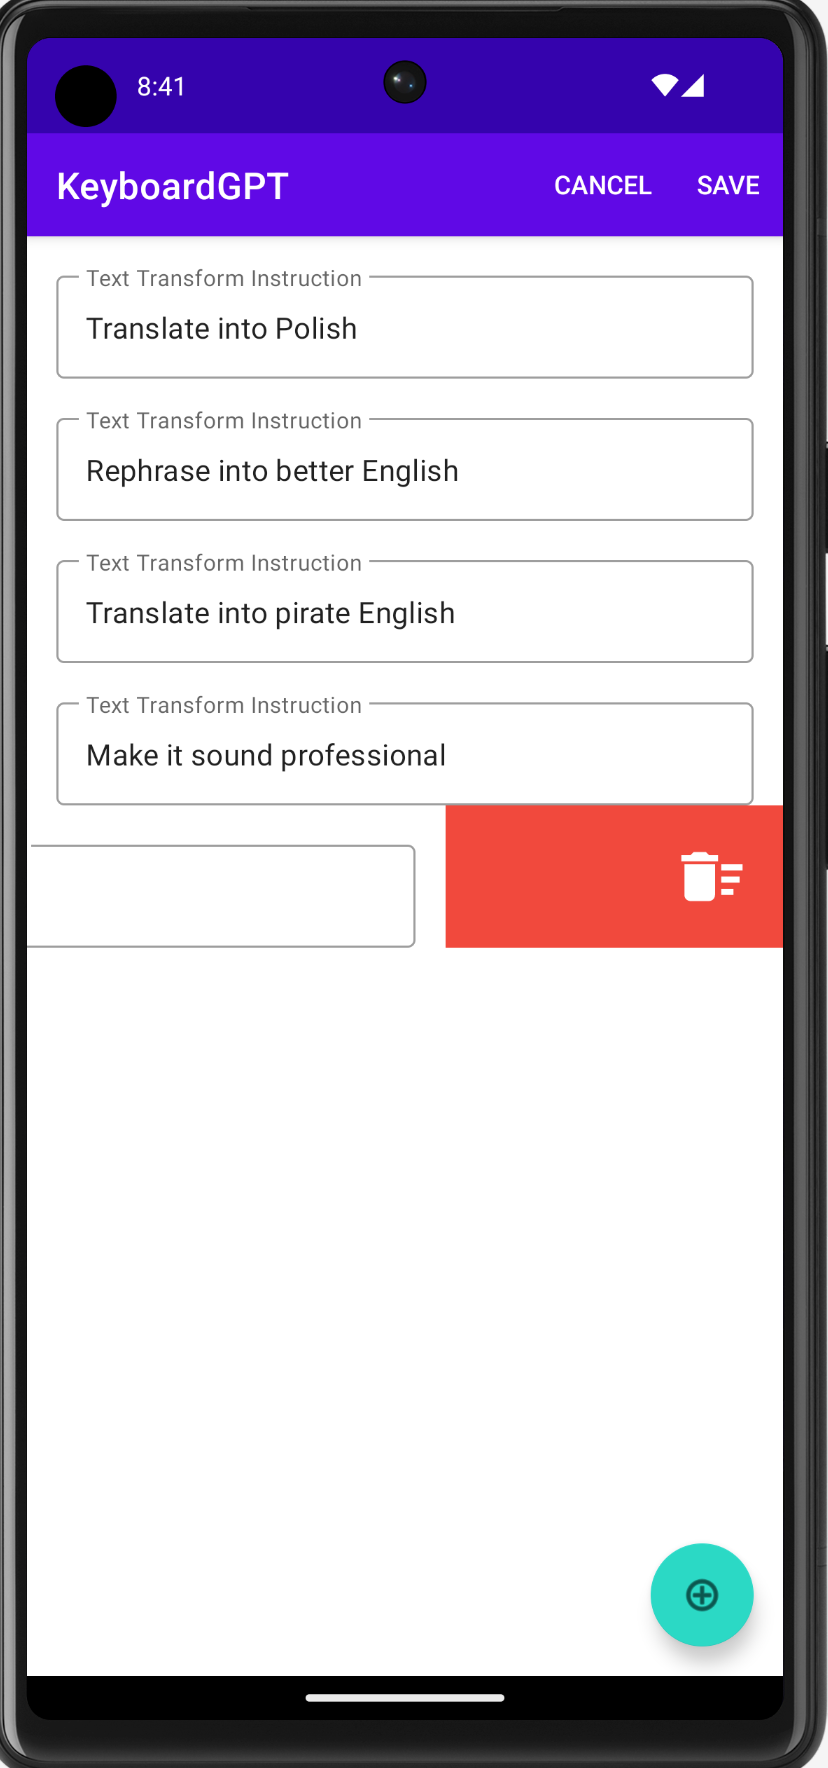 8:41
KeyboardGPT CANCEL SAVE
Text Transform Instruction
Translate into Polish
Text Transform Instruction
Rephrase into better English
Text Transform Instruction
Translate into pirate English
Text Transform Instruction
Make it sound professional